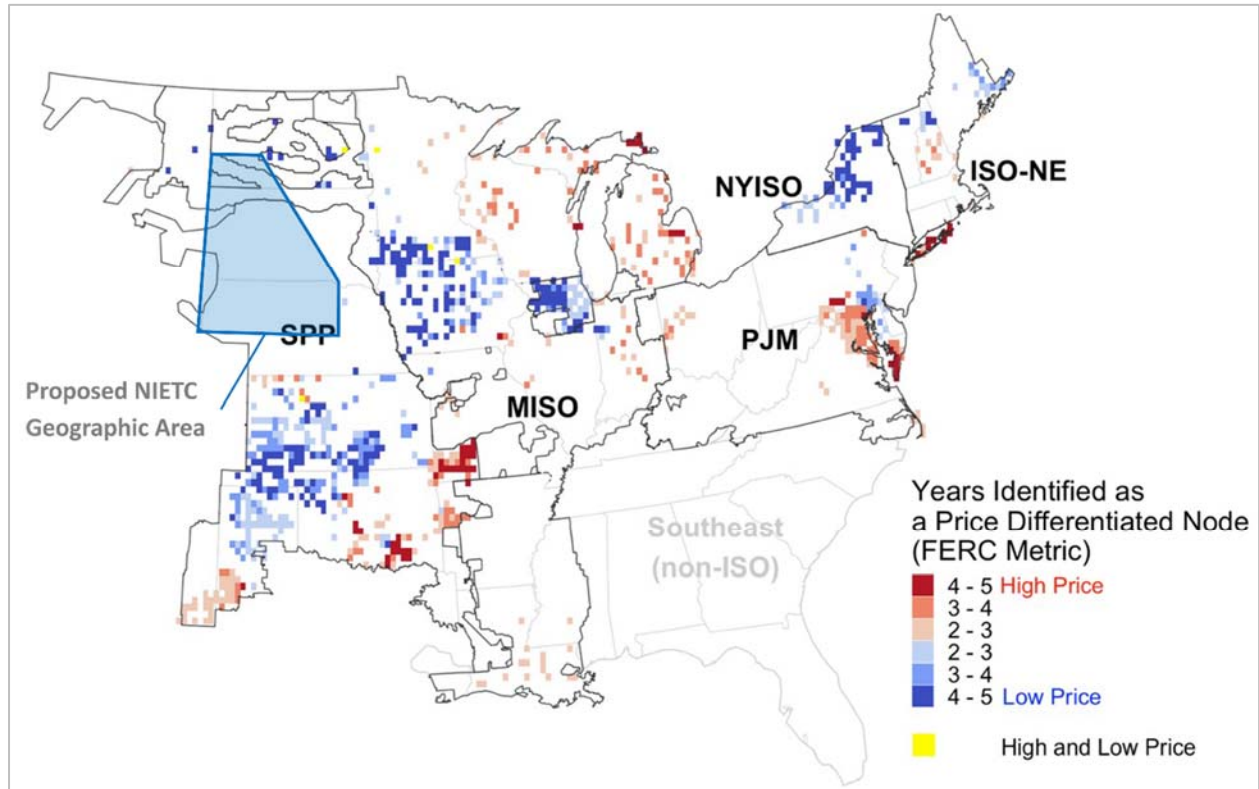 NYISO
ISO-NE
SPP
Proposed NIETC
Geographic Area
PJM
MISO
Southeast
(non-ISO)
Years Identified as
a Price Differentiated Node
(FERC Metric)
4 - 5 High Price
3 - 4
2 - 3
2 - 3
3 - 4
4 - 5 Low Price
High and Low Price